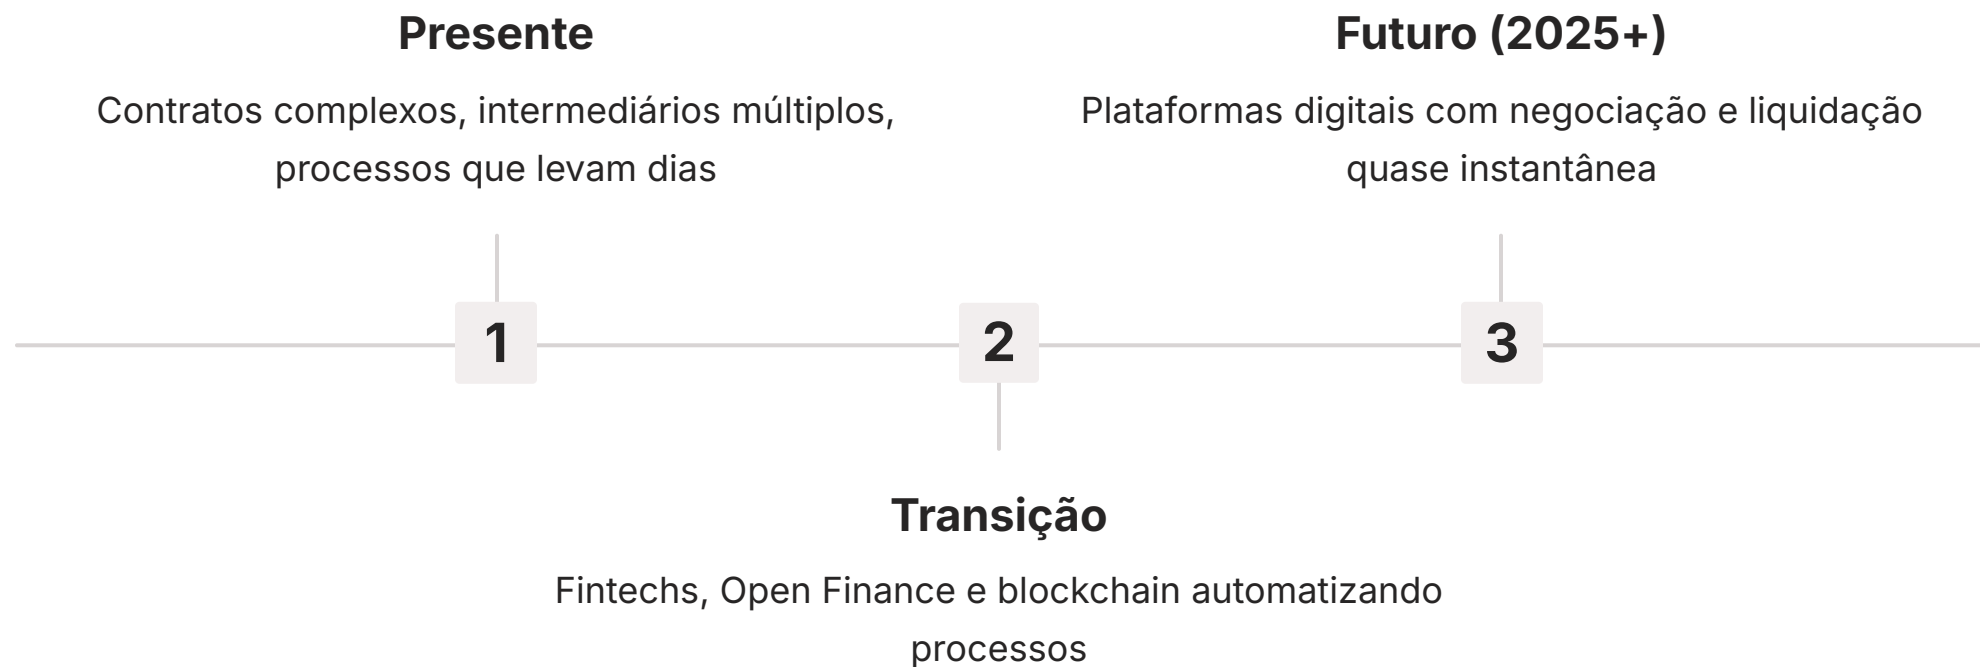 Presente
Contratos complexos, intermediários múltiplos,
processos que levam dias
1
2
Transição
Fintechs, Open Finance e blockchain automatizando
processos
Futuro (2025+)
Plataformas digitais com negociação e liquidação
quase instantânea
3